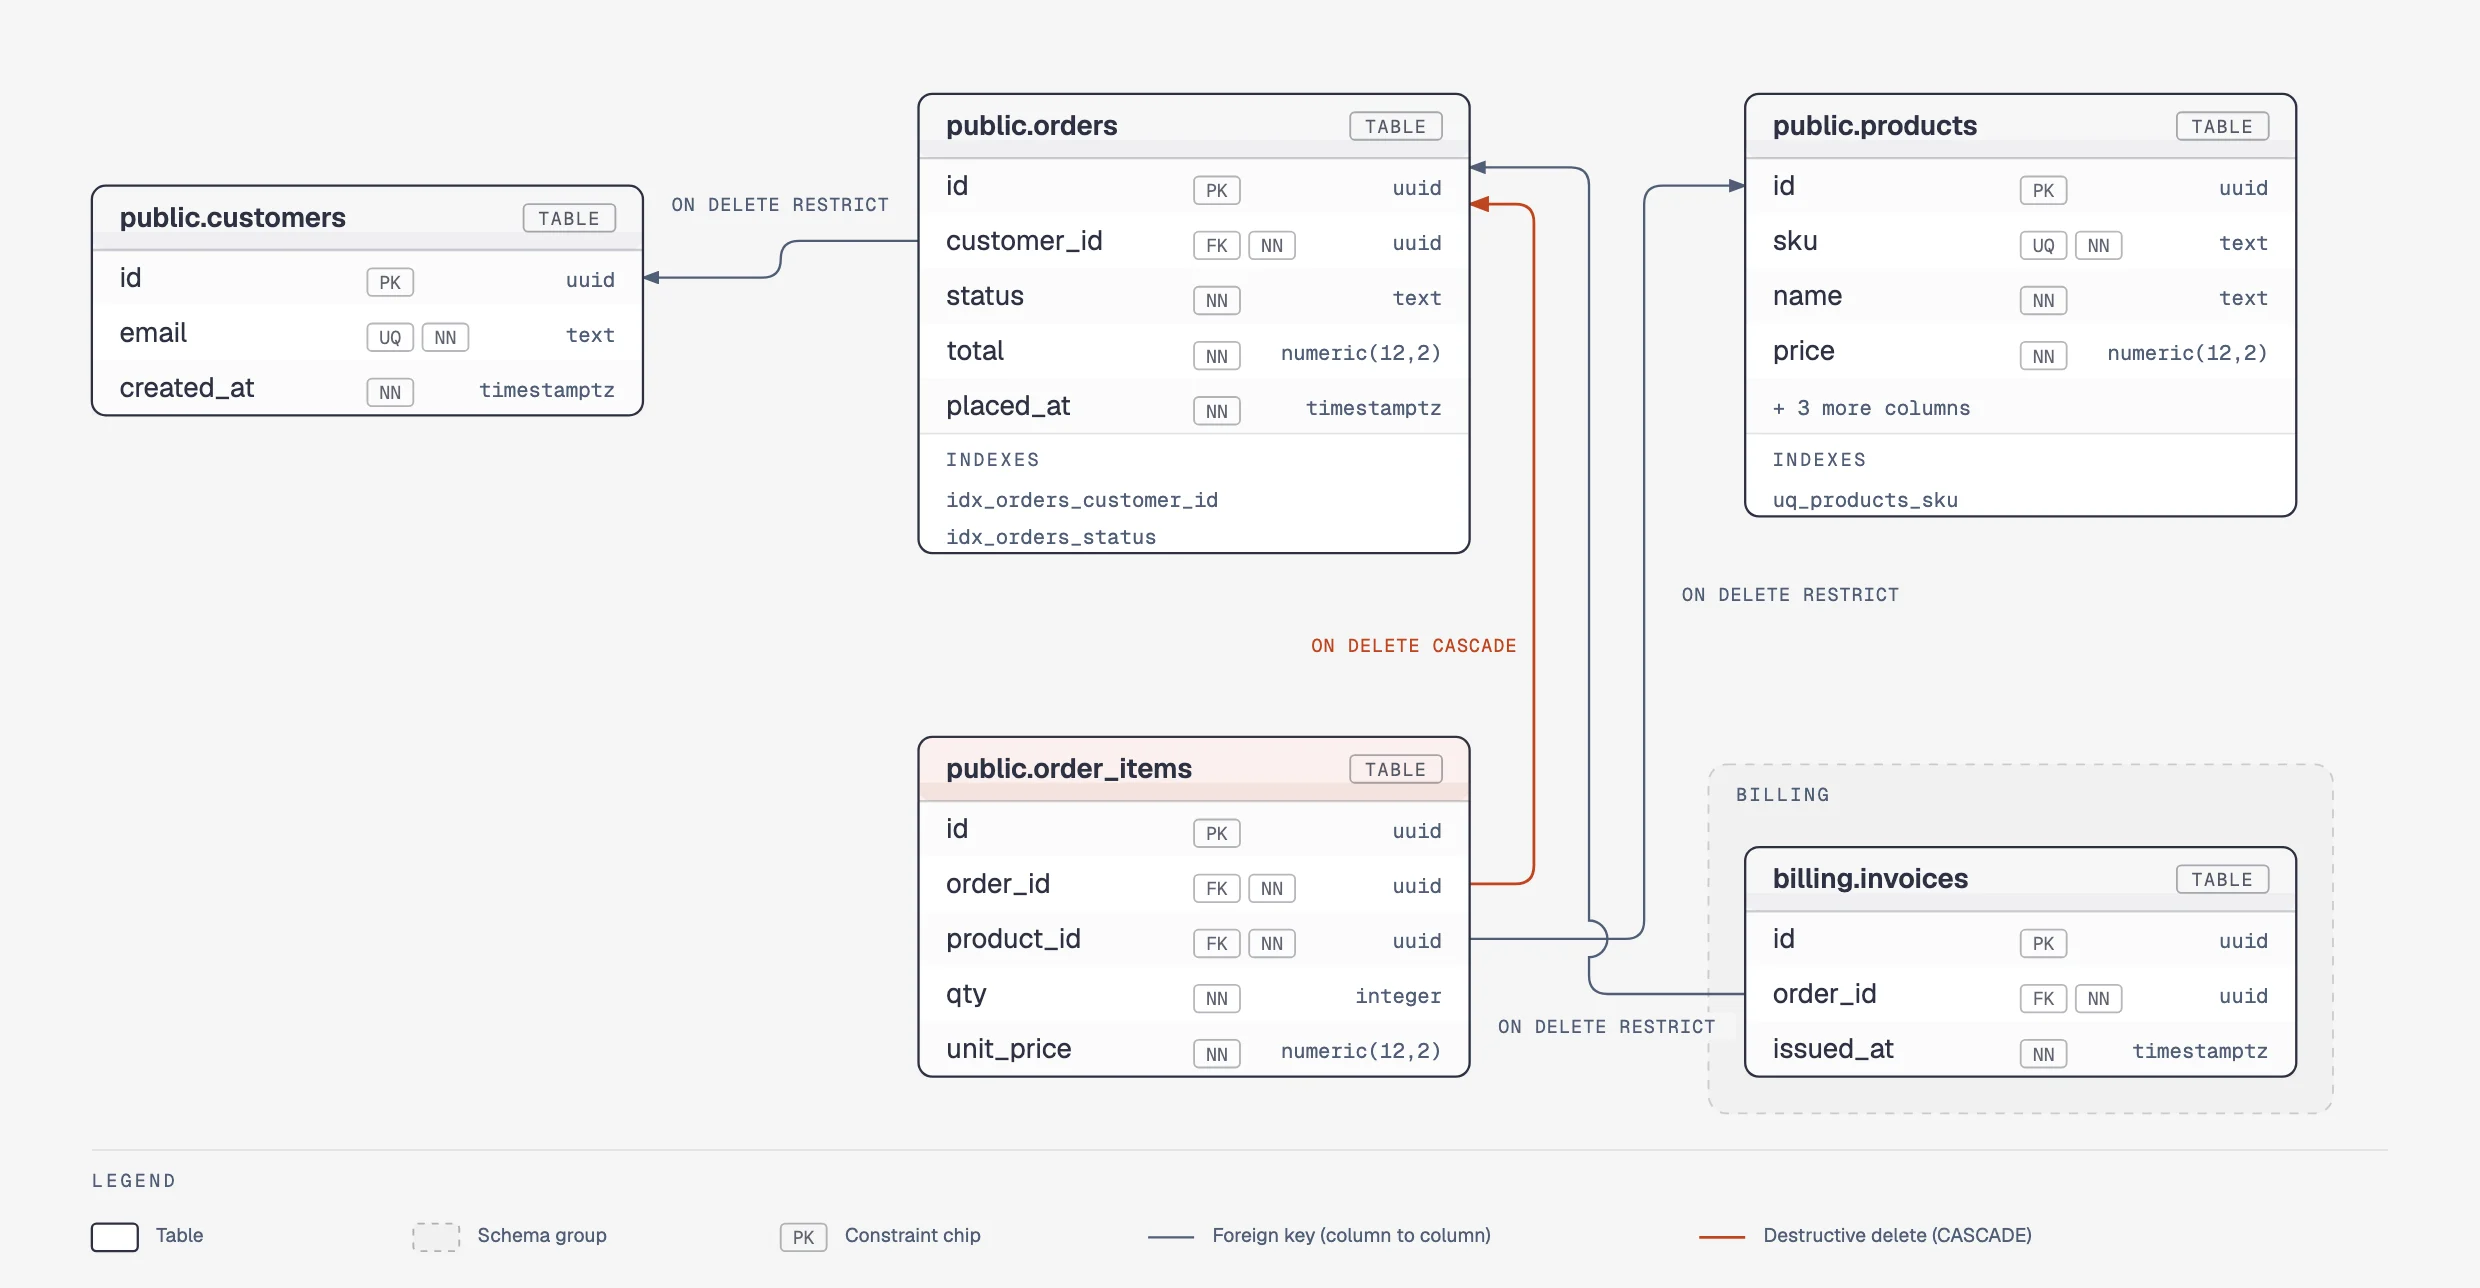 public.customers TABLE
id PK uuid
email UQ NN text
created_at NN timestamptz
ON DELETE RESTRICT
public.orders TABLE
id PK uuid
customer_id FK NN uuid
status NN text
total NN numeric(12,2)
placed_at NN timestamptz
INDEXES
idx_orders_customer_id
idx_orders_status
public.products TABLE
id PK uuid
sku UQ NN text
name NN text
price NN numeric(12,2)
+ 3 more columns
INDEXES
uq_products_sku
ON DELETE RESTRICT
ON DELETE CASCADE
public.order_items TABLE
id PK uuid
order_id FK NN uuid
product_id FK NN uuid
qty NN integer
unit_price NN numeric(12,2)
ON DELETE RESTRICT
BILLING
billing.invoices TABLE
id PK uuid
order_id FK NN uuid
issued_at NN timestamptz
LEGEND
Table
Schema group
PK Constraint chip
Foreign key (column to column)
Destructive delete (CASCADE)